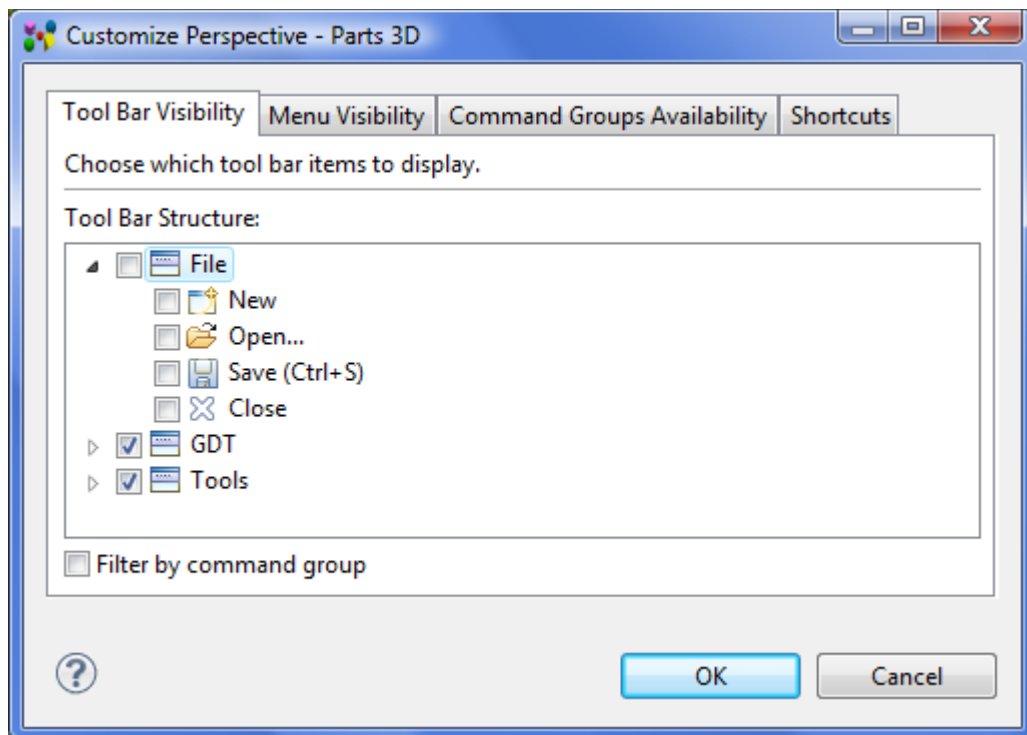 Customize Perspective - Parts 3D
Tool Bar Visibility Menu Visibility Command Groups Availability Shortcuts
Choose which tool bar items to display.
Tool Bar Structure:
File
New
Open...
Save (Ctrl+S)
Close
GDT
Tools
Filter by command group
?
OK Cancel